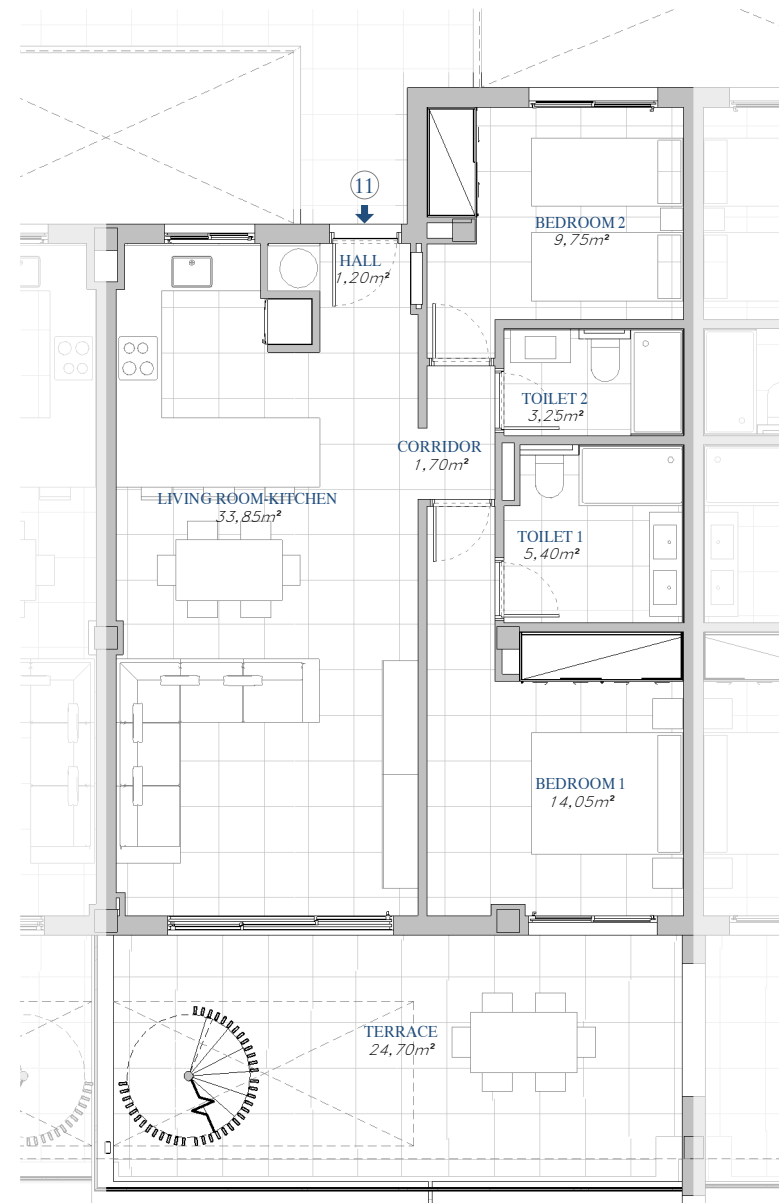 11
BEDROOM 2
9,75m²
HALL
1,20m²
TOILET 2
3,25m²
CORRIDOR
1,70m²
LIVING ROOM-KITCHEN
33,85m²
TOILET 1
5,40m²
BEDROOM 1
14,05m²
TERRACE
24,70m²